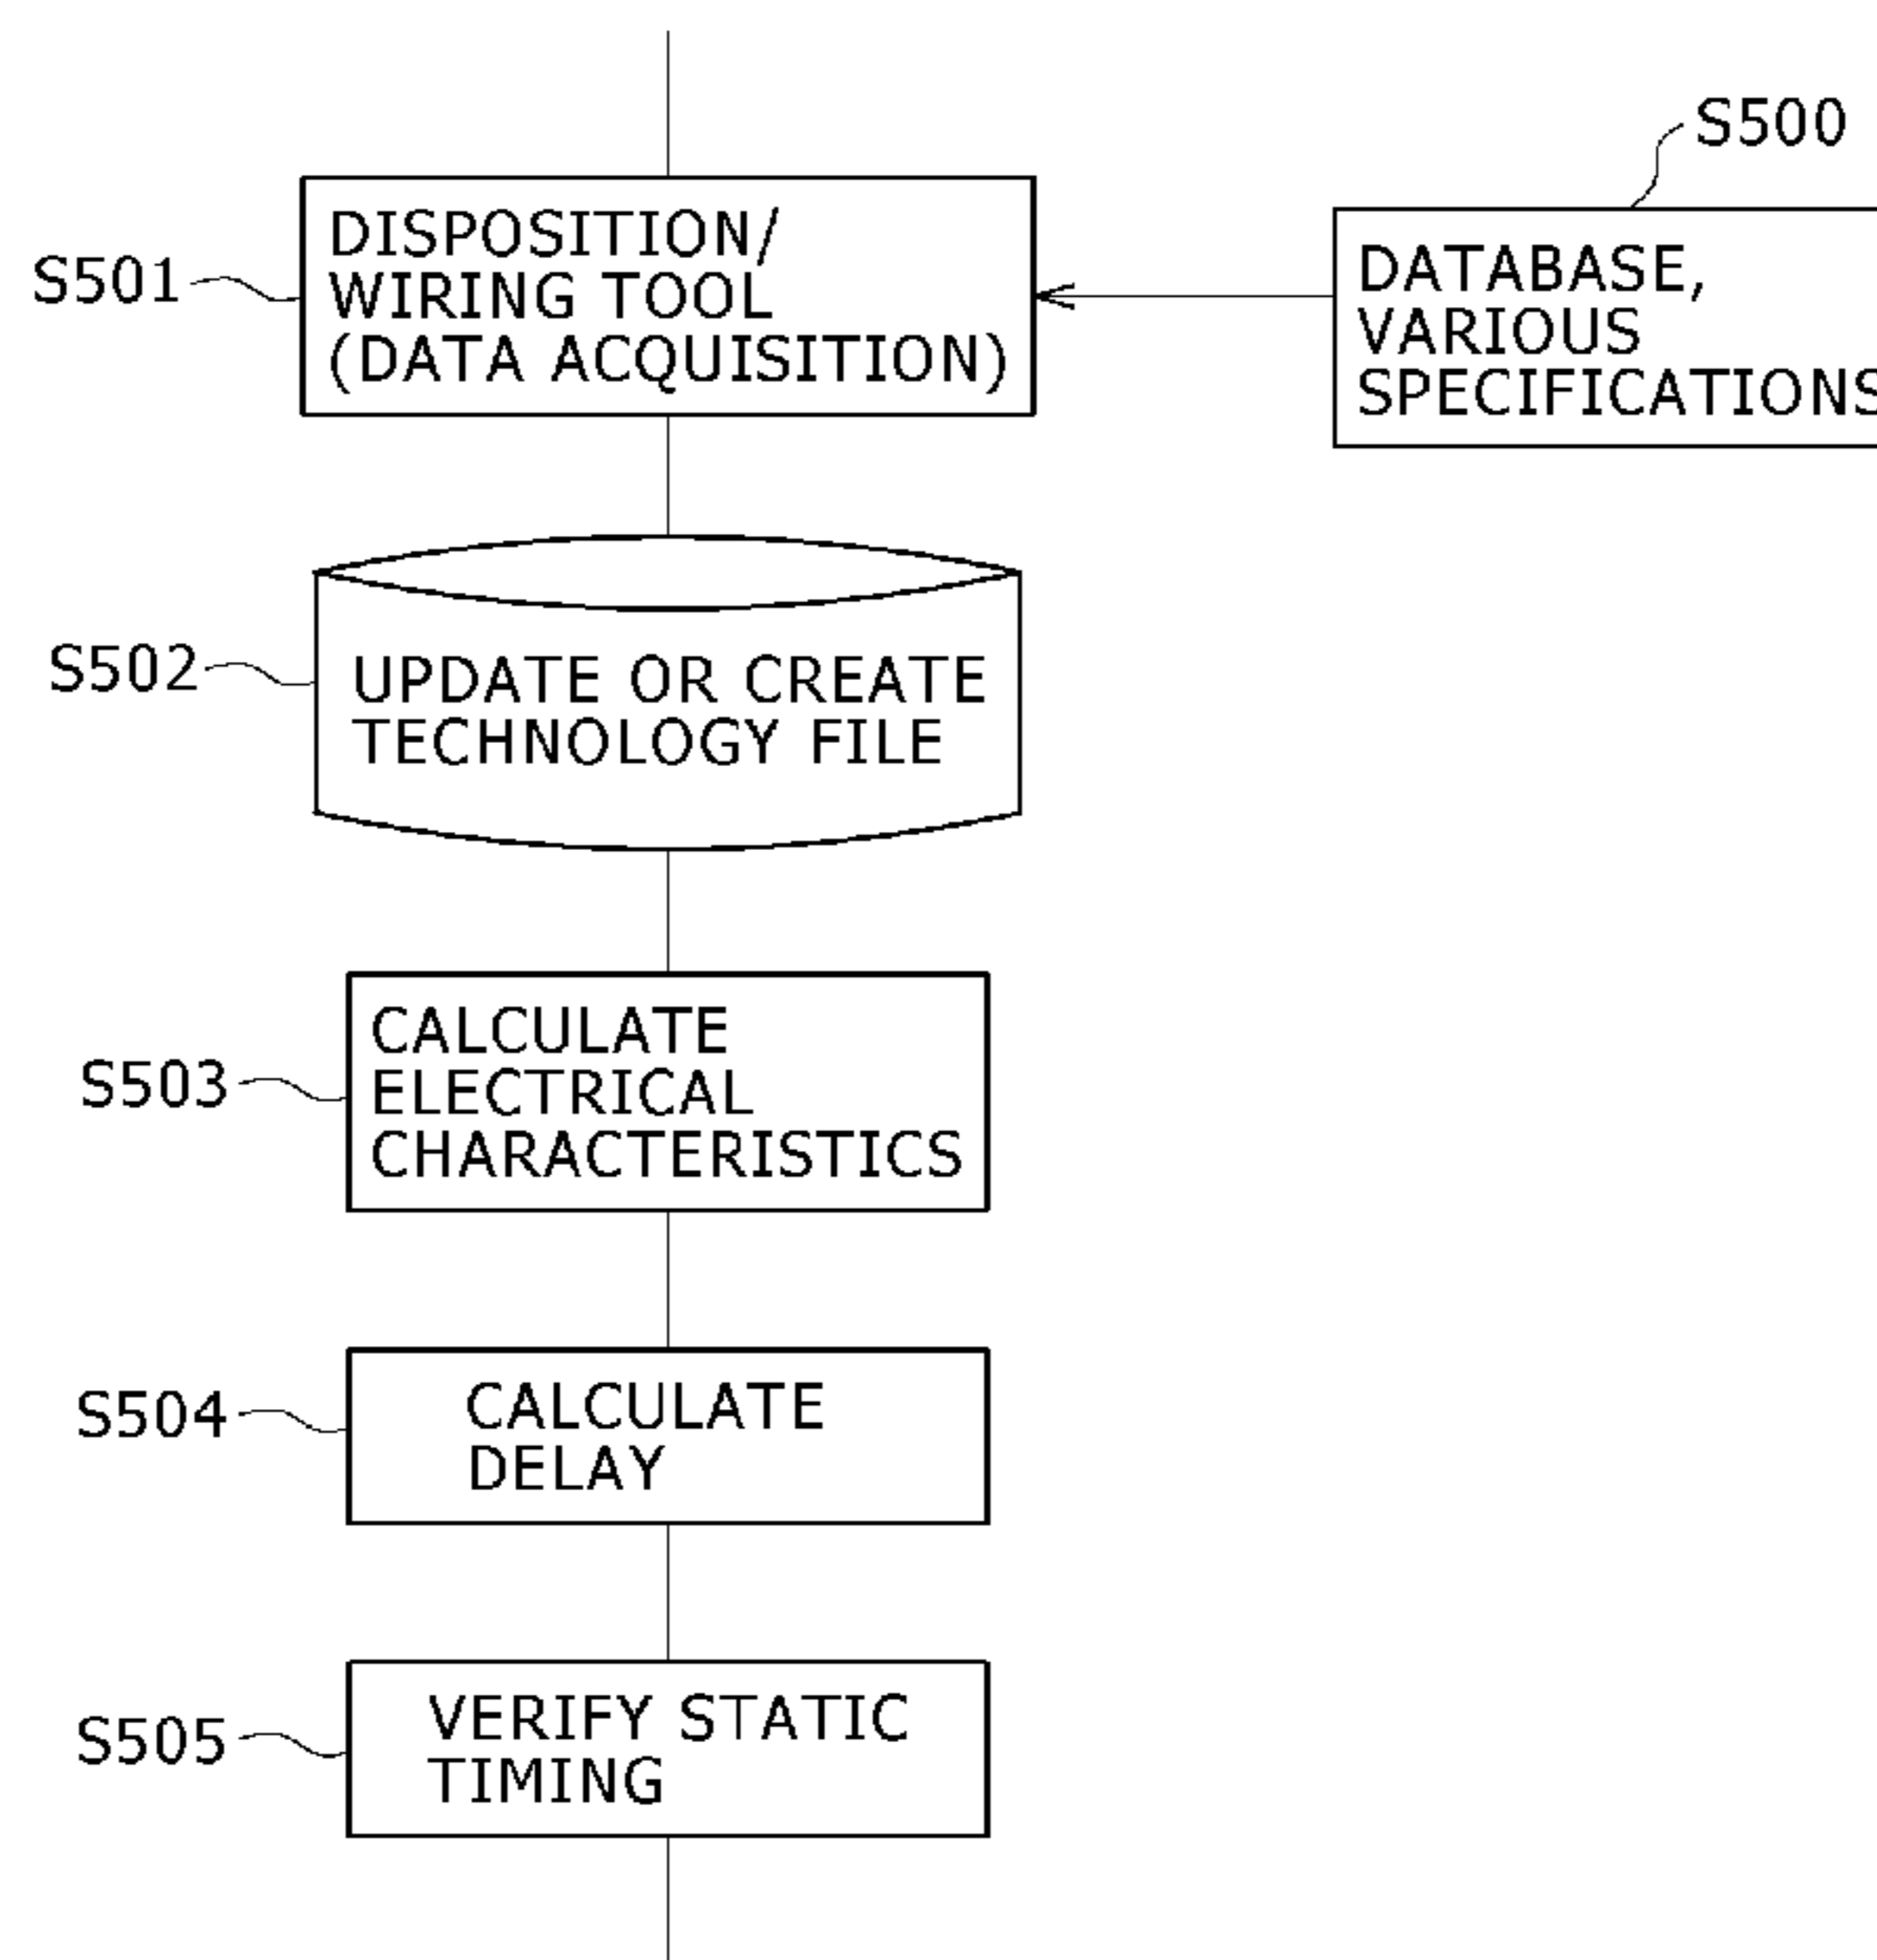 S500
S501
DISPOSITION/
WIRING TOOL
(DATA ACQUISITION)
DATABASE,
VARIOUS
SPECIFICATIONS
S502
UPDATE OR CREATE
TECHNOLOGY FILE
S503
CALCULATE
ELECTRICAL
CHARACTERISTICS
S504
CALCULATE
DELAY
S505
VERIFY STATIC
TIMING